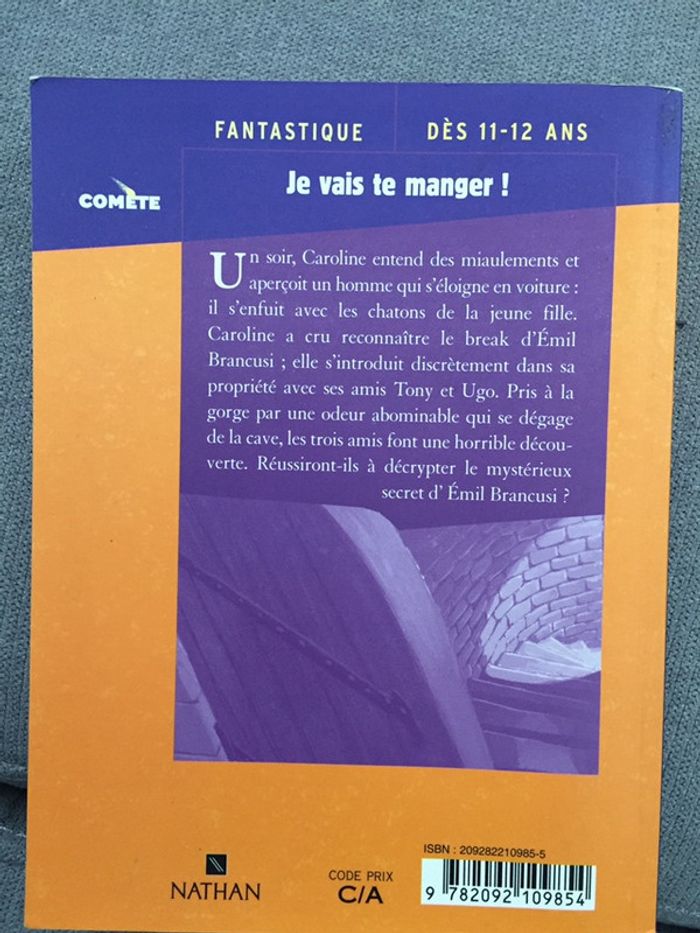 FANTASTIQUE
DÈS 11-12 ANS
COMÈTE
Je vais te manger !
Un soir, Caroline entend des miaulements et
aperçoit un homme qui s'éloigne en voiture :
il s'enfuit avec les chatons de la jeune fille.
Caroline a cru reconnaître le break d'Émil
Brancusi ; elle s'introduit discrètement dans sa
propriété avec ses amis Tony et Ugo. Pris à la
gorge par une odeur abominable qui se dégage
de la cave, les trois amis font une horrible décou-
verte. Réussiront-ils à décrypter le mystérieux
secret d' Émil Brancusi ?
ISBN : 209282210985-5
NATHAN
CODE PRIX
C/A
9 782092 109854